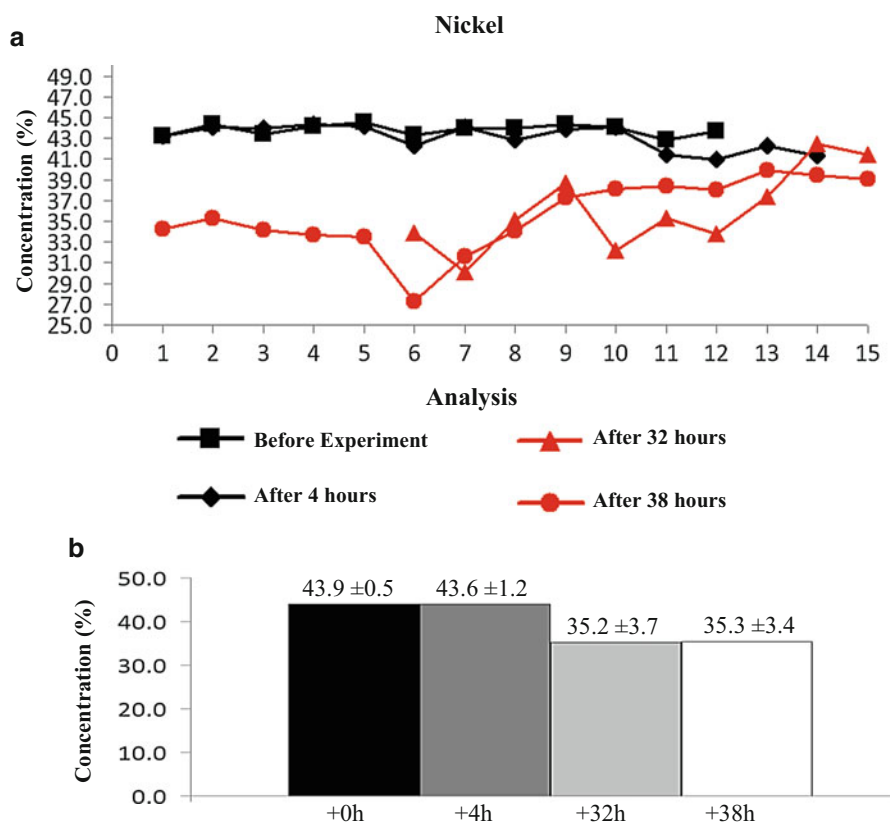 Nickel
a
Concentration (%)
49.0
47.0
45.0
43.0
41.0
39.0
37.0
35.0
33.0
31.0
29.0
27.0
25.0
0 1 2 3 4 5 6 7 8 9 10 11 12 13 14 15
Analysis
Before Experiment
After 32 hours
After 4 hours
After 38 hours
b
Concentration (%)
50.0
40.0
30.0
20.0
10.0
0.0
43.9 ±0.5
43.6 ±1.2
35.2 ±3.7
35.3 ±3.4
+0h +4h +32h +38h